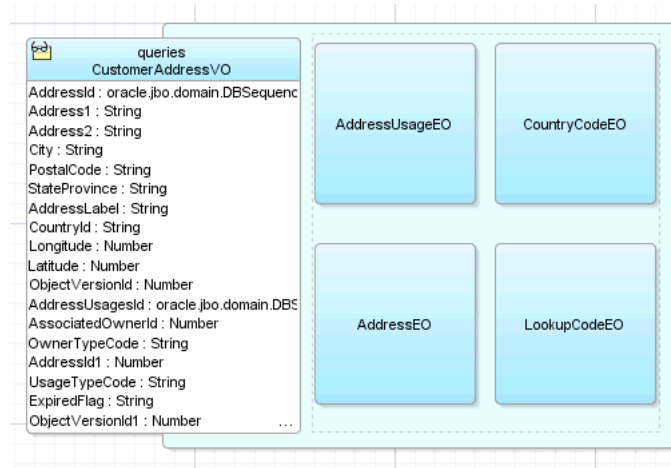 queries
CustomerAddressVO
AddressId : oracle.jbo.domain.DBSequenc
Address1 : String
Address2 : String
City : String
PostalCode : String
StateProvince : String
AddressLabel : String
CountryId : String
Longitude : Number
Latitude : Number
ObjectVersionId : Number
AddressUsagesId : oracle.jbo.domain.DBS
AssociatedOwnerId : Number
OwnerTypeCode : String
AddressId1 : Number
UsageTypeCode : String
ExpiredFlag : String
ObjectVersionId1 : Number ...
AddressUsageEO
CountryCodeEO
AddressEO
LookupCodeEO